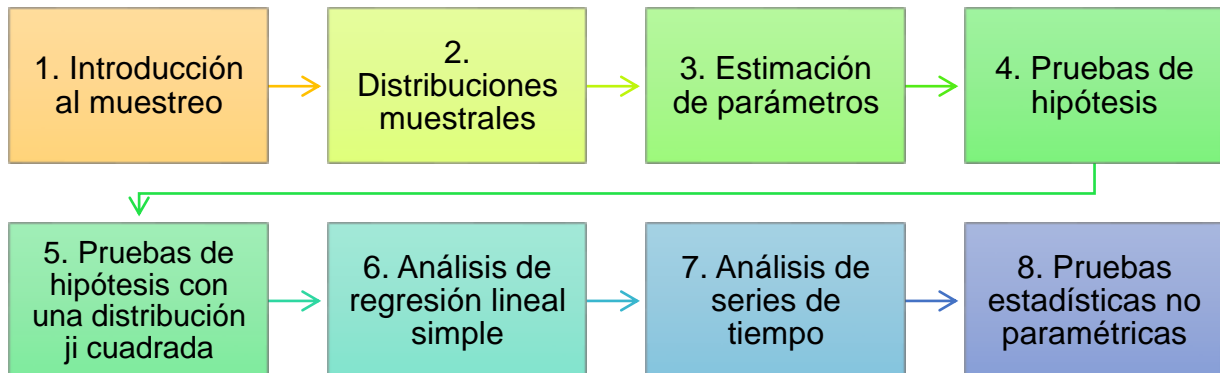 1. Introducción
al muestreo
2.
Distribuciones
muestrales
3. Estimación
de parámetros
4. Pruebas de
hipótesis
5. Pruebas de
hipótesis con
una distribución
ji cuadrada
6. Análisis de
regresión lineal
simple
7. Análisis de
series de
tiempo
8. Pruebas
estadísticas no
paramétricas